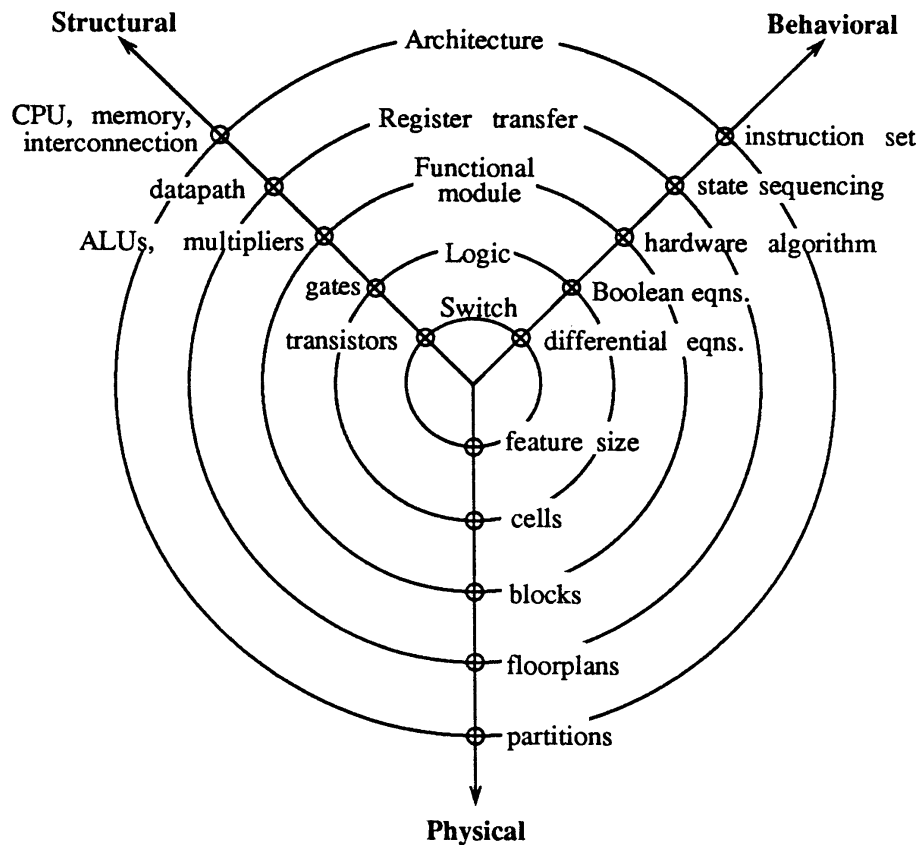 Structural
Behavioral
Architecture
CPU, memory,
interconnection
instruction set
Register transfer
datapath
state sequencing
Functional
module
ALUs, multipliers
hardware algorithm
Logic
gates
Boolean eqns.
Switch
transistors
differential eqns.
feature size
cells
blocks
floorplans
partitions
Physical